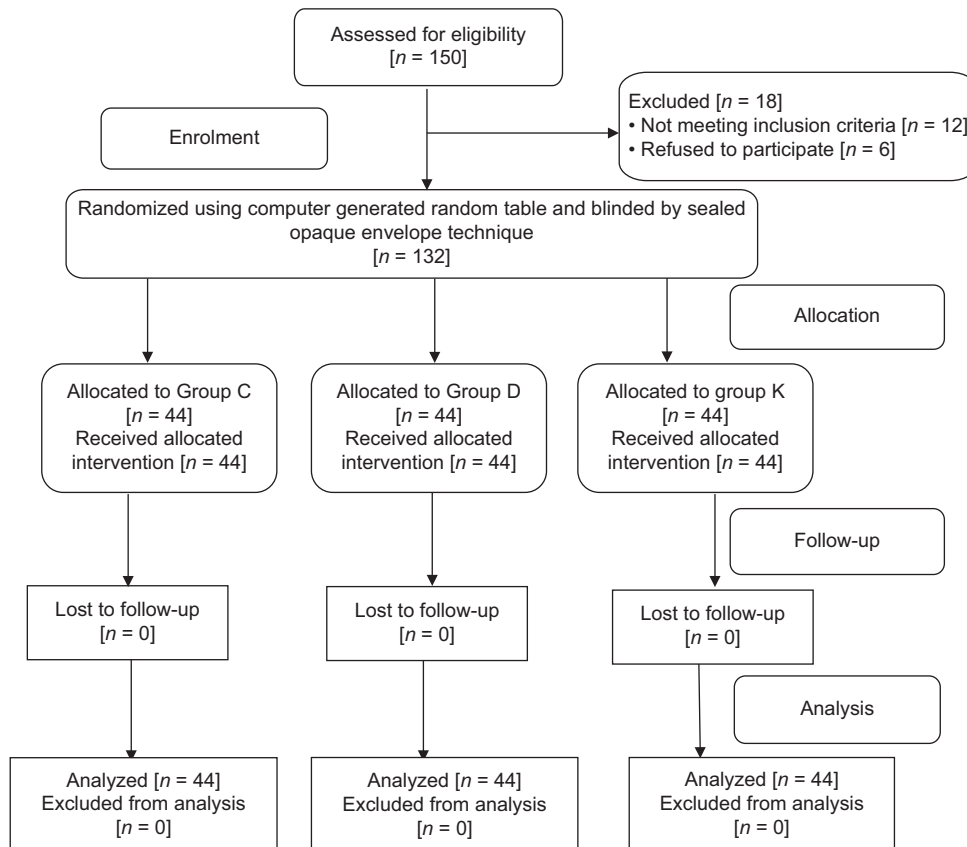 Assessed for eligibility
[n = 150]
Excluded [n = 18]
• Not meeting inclusion criteria [n = 12]
• Refused to participate [n = 6]
Enrolment
Randomized using computer generated random table and blinded by sealed
opaque envelope technique
[n = 132]
Allocation
Allocated to Group C
[n = 44]
Received allocated
intervention [n = 44]
Allocated to Group D
[n = 44]
Received allocated
intervention [n = 44]
Allocated to group K
[n = 44]
Received allocated
intervention [n = 44]
Follow-up
Lost to follow-up
[n = 0]
Lost to follow-up
[n = 0]
Lost to follow-up
[n = 0]
Analysis
Analyzed [n = 44]
Excluded from analysis
[n = 0]
Analyzed [n = 44]
Excluded from analysis
[n = 0]
Analyzed [n = 44]
Excluded from analysis
[n = 0]